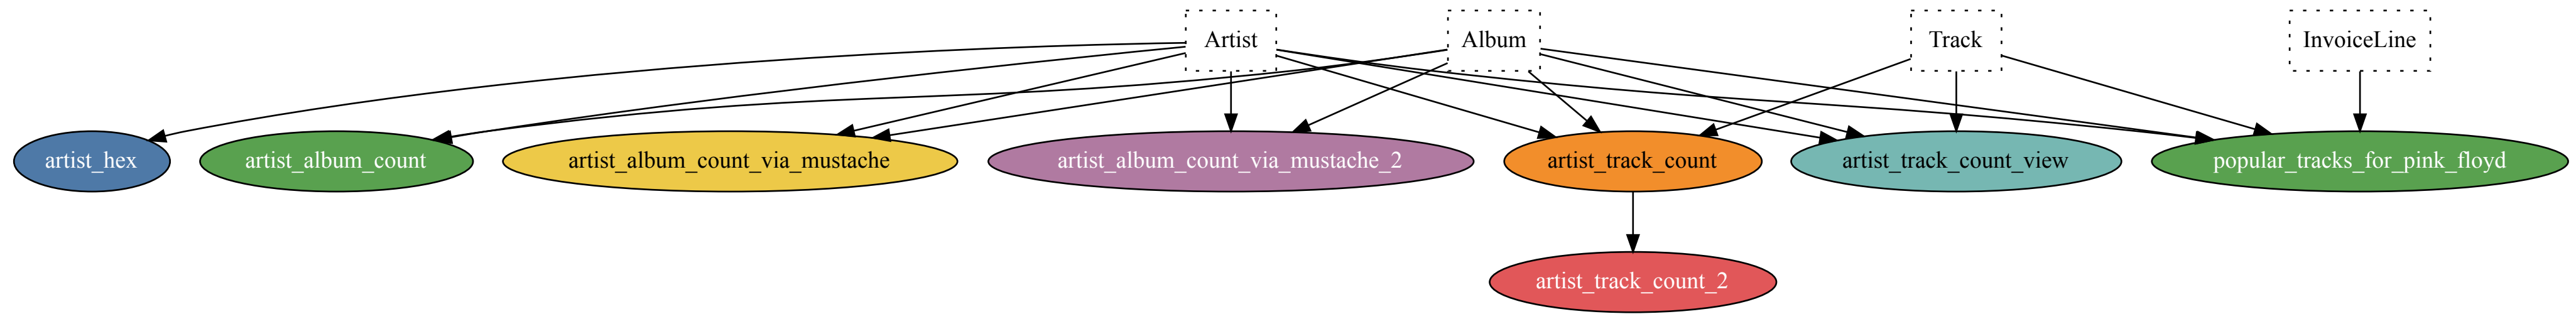 Artist
Album
Track
InvoiceLine
artist_hex
artist_album_count
artist_album_count_via_mustache
artist_album_count_via_mustache_2
artist_track_count
artist_track_count_view
popular_tracks_for_pink_floyd
artist_track_count_2